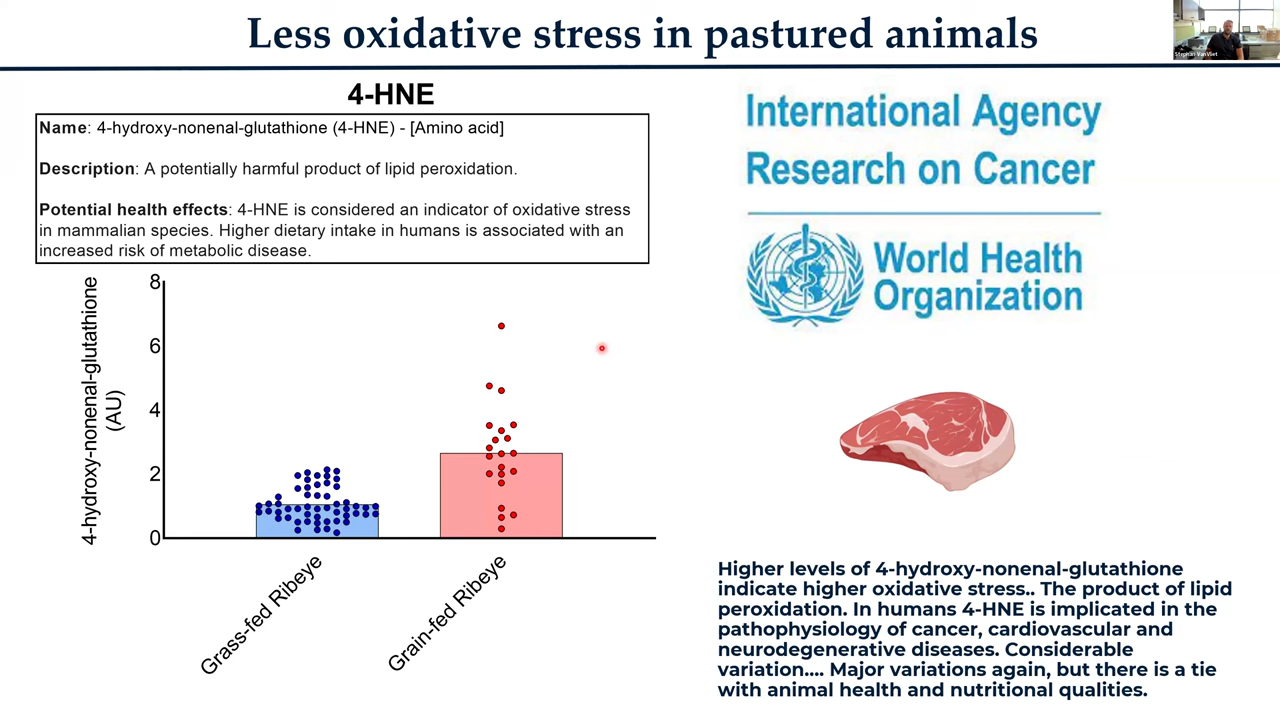 Less oxidative stress in pastured animals
Stephan VanVliet
4-HNE
Name: 4-hydroxy-nonenal-glutathione (4-HNE) - [Amino acid]
Description: A potentially harmful product of lipid peroxidation.
Potential health effects: 4-HNE is considered an indicator of oxidative stress
in mammalian species. Higher dietary intake in humans is associated with an
increased risk of metabolic disease.
4-hydroxy-nonenal-glutathione
(AU)
8
6
4
2
0
Grass-fed Ribeye
Grain-fed Ribeye
International Agency
Research on Cancer
World Health
Organization
Higher levels of 4-hydroxy-nonenal-glutathione
indicate higher oxidative stress.. The product of lipid
peroxidation. In humans 4-HNE is implicated in the
pathophysiology of cancer, cardiovascular and
neurodegenerative diseases. Considerable
variation.... Major variations again, but there is a tie
with animal health and nutritional qualities.